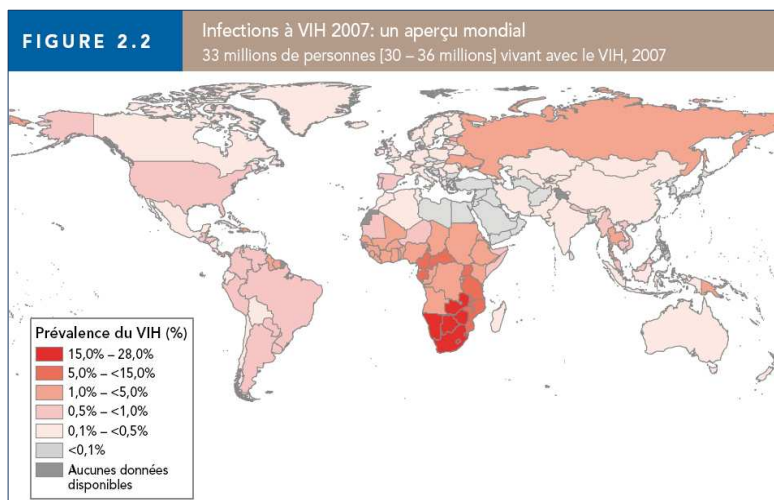 FIGURE 2.2
Infections à VIH 2007: un aperçu mondial
33 millions de personnes [30 – 36 millions] vivant avec le VIH, 2007
Prévalence du VIH (%)
15,0% – 28,0%
5,0% – <15,0%
1,0% – <5,0%
0,5% – <1,0%
0,1% – <0,5%
<0,1%
Aucunes données
disponibles